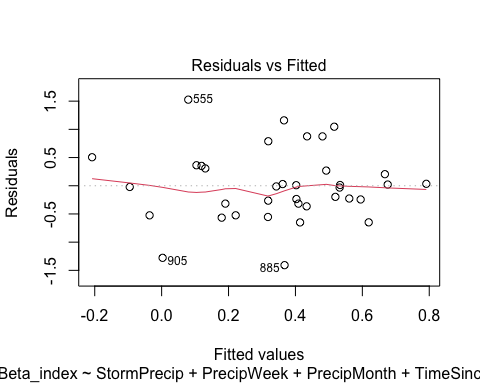 Residuals vs Fitted
Residuals
-1.5 -0.5 0.5 1.5
555
905
885
-0.2 0.0 0.2 0.4 0.6 0.8
Fitted values
Beta_index ~ StormPrecip + PrecipWeek + PrecipMonth + TimeSinc